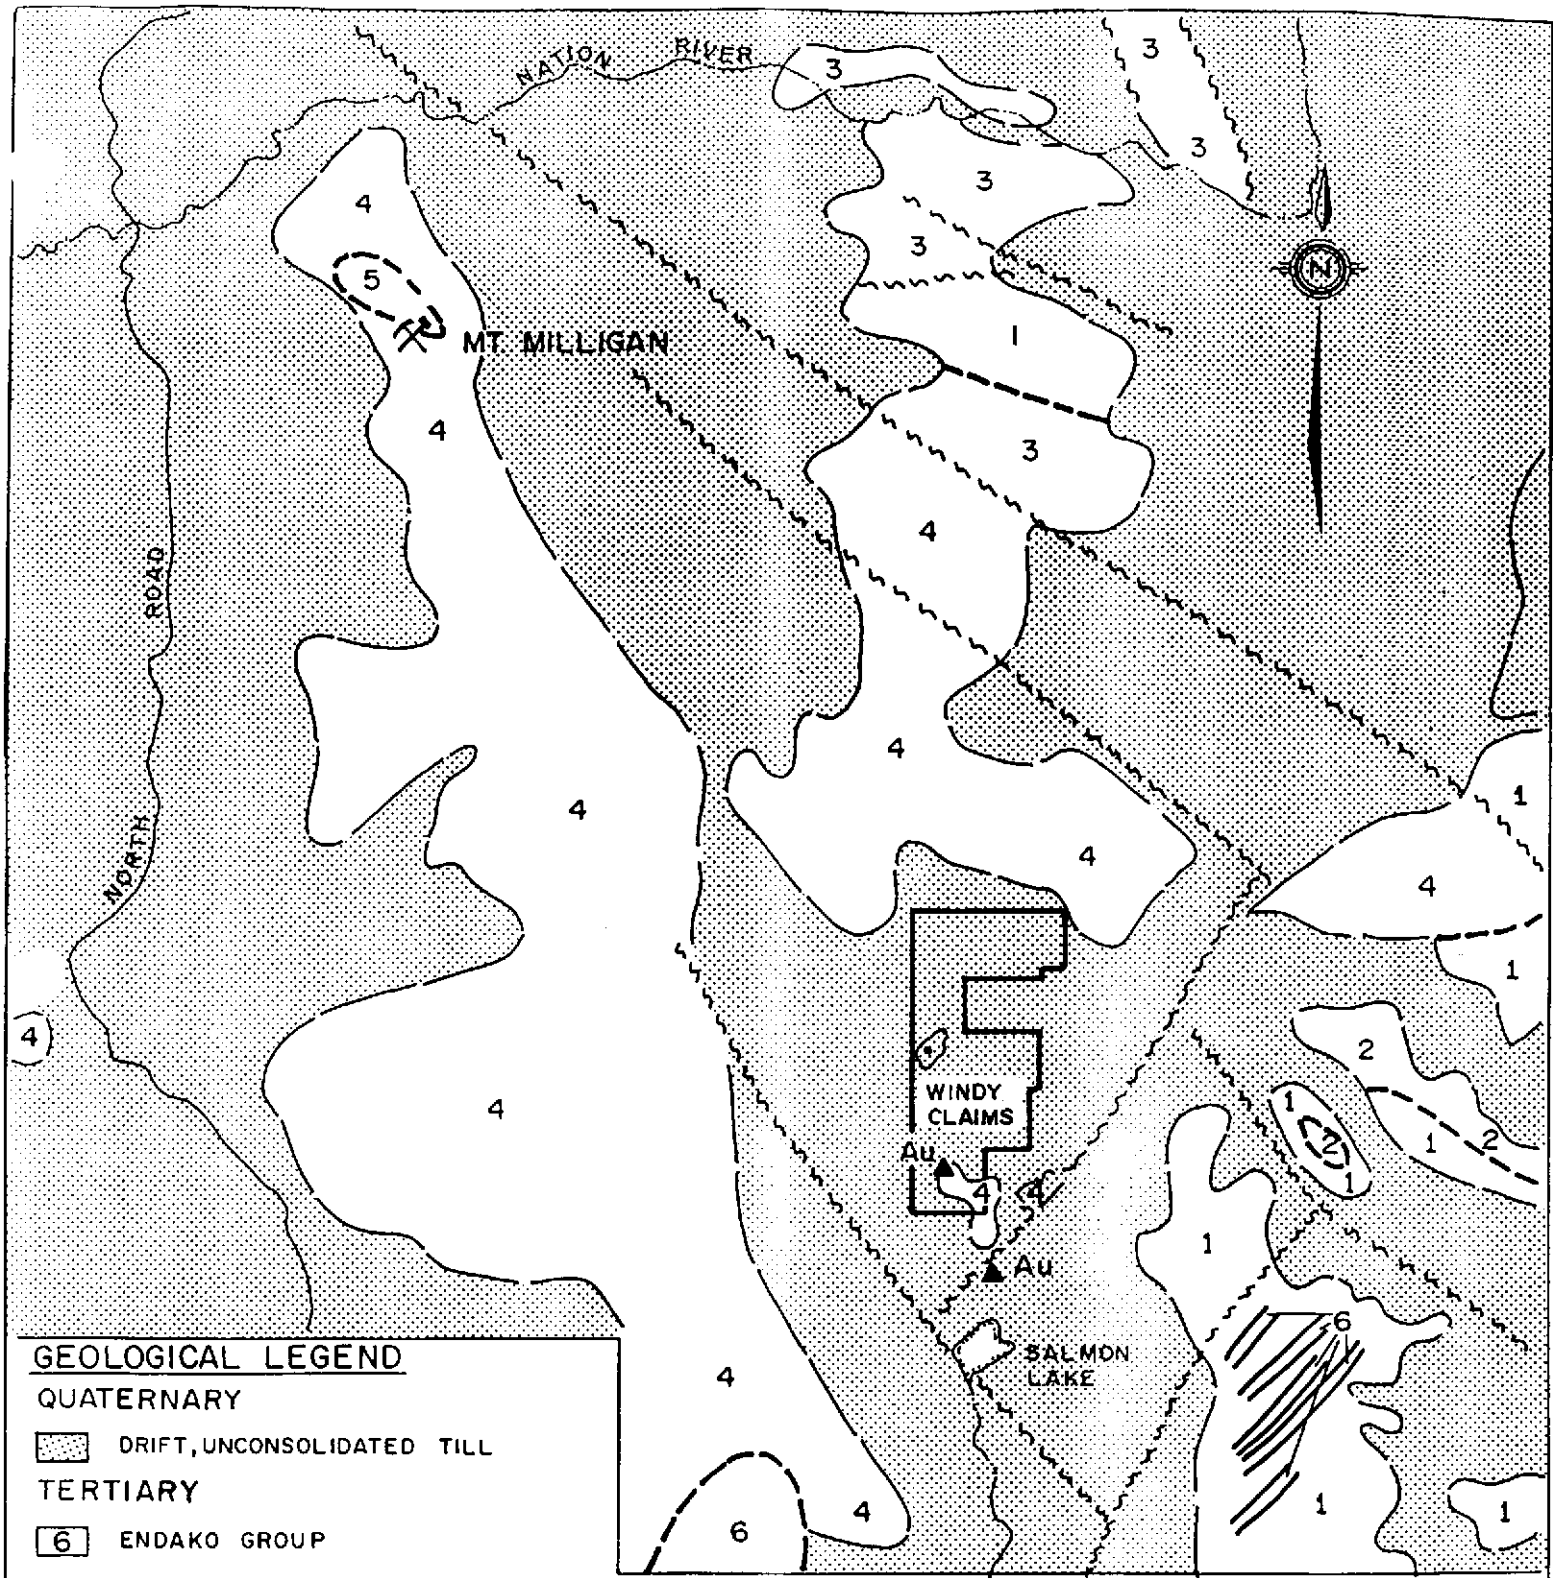 NATION RIVER
3
3
3
3
3
N
4
5
1
MT. MILLIGAN
4
3
4
NORTH ROAD
4
1
4
4
4
1
4
2
WINDY
CLAIMS
4
1
2
1
2
1
Au
4
4
1
Au
6
SALMON
LAKE
4
4
6
1
1
GEOLOGICAL LEGEND
QUATERNARY
DRIFT, UNCONSOLIDATED TILL
TERTIARY
6 ENDAKO GROUP